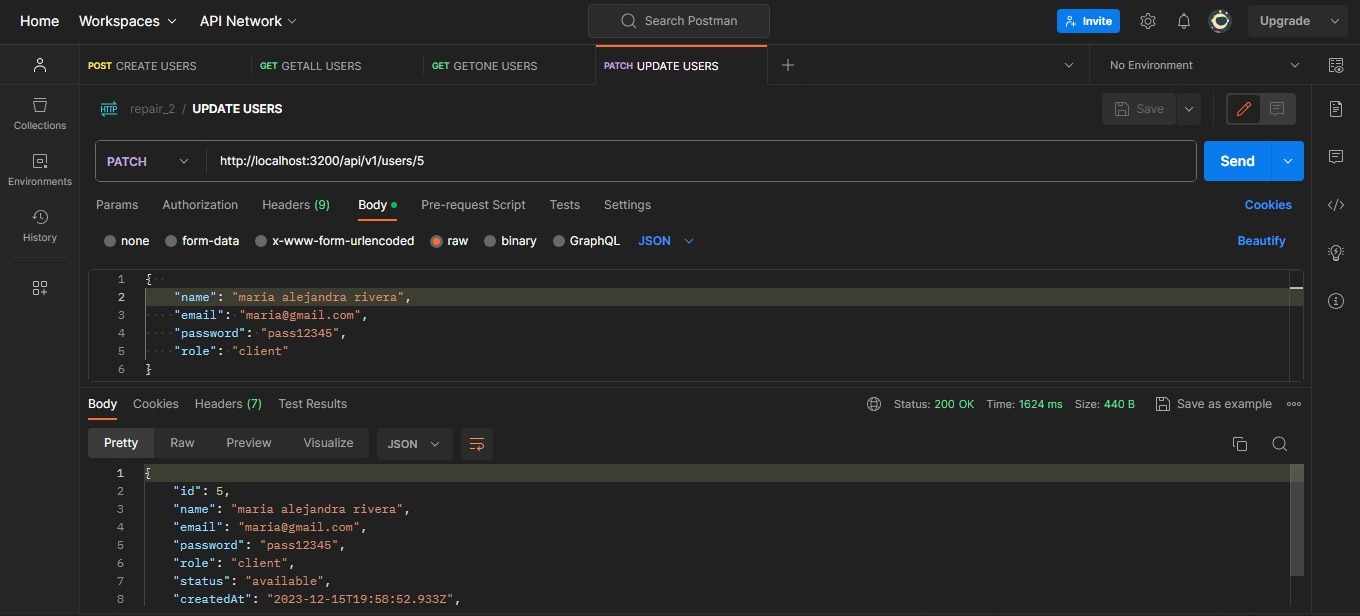 Home Workspaces API Network Search Postman Invite Upgrade
POST CREATE USERS GET GETALL USERS GET GETONE USERS PATCH UPDATE USERS No Environment
HTTP repair_2 / UPDATE USERS Save
Collections
PATCH http://localhost:3200/api/v1/users/5 Send
Environments
Params Authorization Headers (9) Body Pre-request Script Tests Settings Cookies
History
none form-data x-www-form-urlencoded raw binary GraphQL JSON Beautify
1 {
2 "name": "maria alejandra rivera",
3 "email": "maria@gmail.com",
4 "password": "pass12345",
5 "role": "client"
6 }
Body Cookies Headers (7) Test Results Status: 200 OK Time: 1624 ms Size: 440 B Save as example
Pretty Raw Preview Visualize JSON
1 {
2 "id": 5,
3 "name": "maria alejandra rivera",
4 "email": "maria@gmail.com",
5 "password": "pass12345",
6 "role": "client",
7 "status": "available",
8 "createdAt": "2023-12-15T19:58:52.933Z",